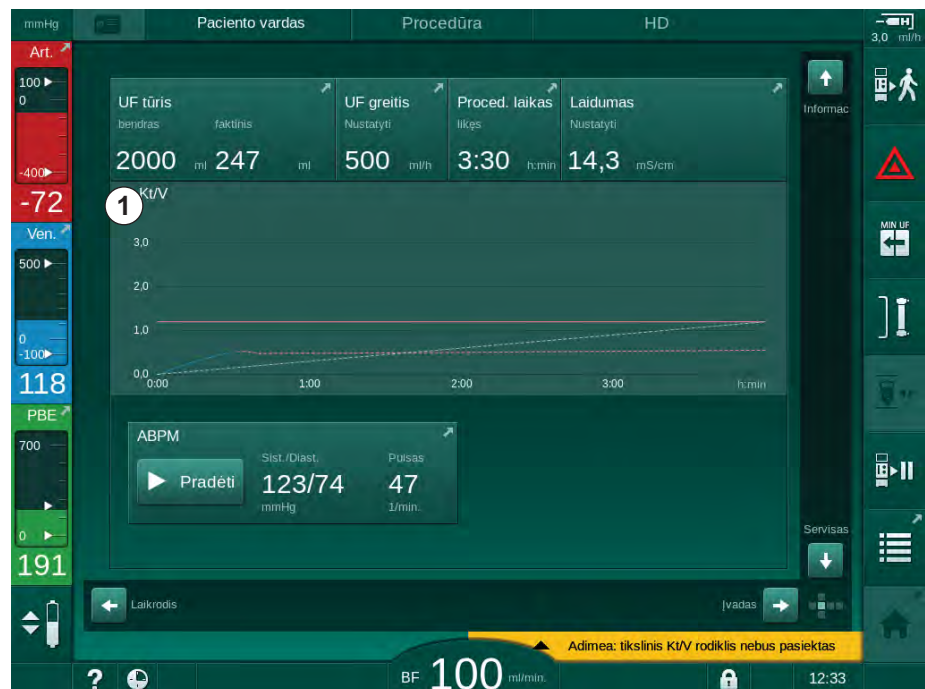 mmHg Paciento vardas Procedūra HD 3,0 ml/h
Art.
100
0
-400
-72
Ven.
500
0
-100
118
PBE
700
0
191
UF tūris
bendras faktinis
2000 ml 247 ml
UF greitis
Nustatyti
500 ml/h
Proced. laikas
likęs
3:30 h:min
Laidumas
Nustatyti
14,3 mS/cm
Informac.
1
Kt/V
3,0
2,0
1,0
0,0
0:00 1:00 2:00 3:00 h:min
ABPM
Pradėti
Sist./Diast.
123/74
mmHg
Pulsas
47
1/min.
MIN UF
Servisas
Laikrodis
Įvadas
Adimea: tikslinis Kt/V rodiklis nebus pasiektas
? BF 100 ml/min. 12:33